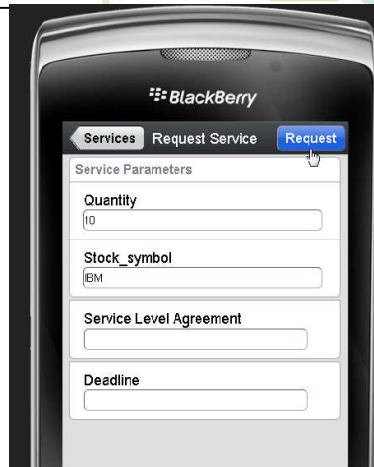 BlackBerry
Services Request Service Request
Service Parameters
Quantity
10
Stock_symbol
IBM
Service Level Agreement
Deadline